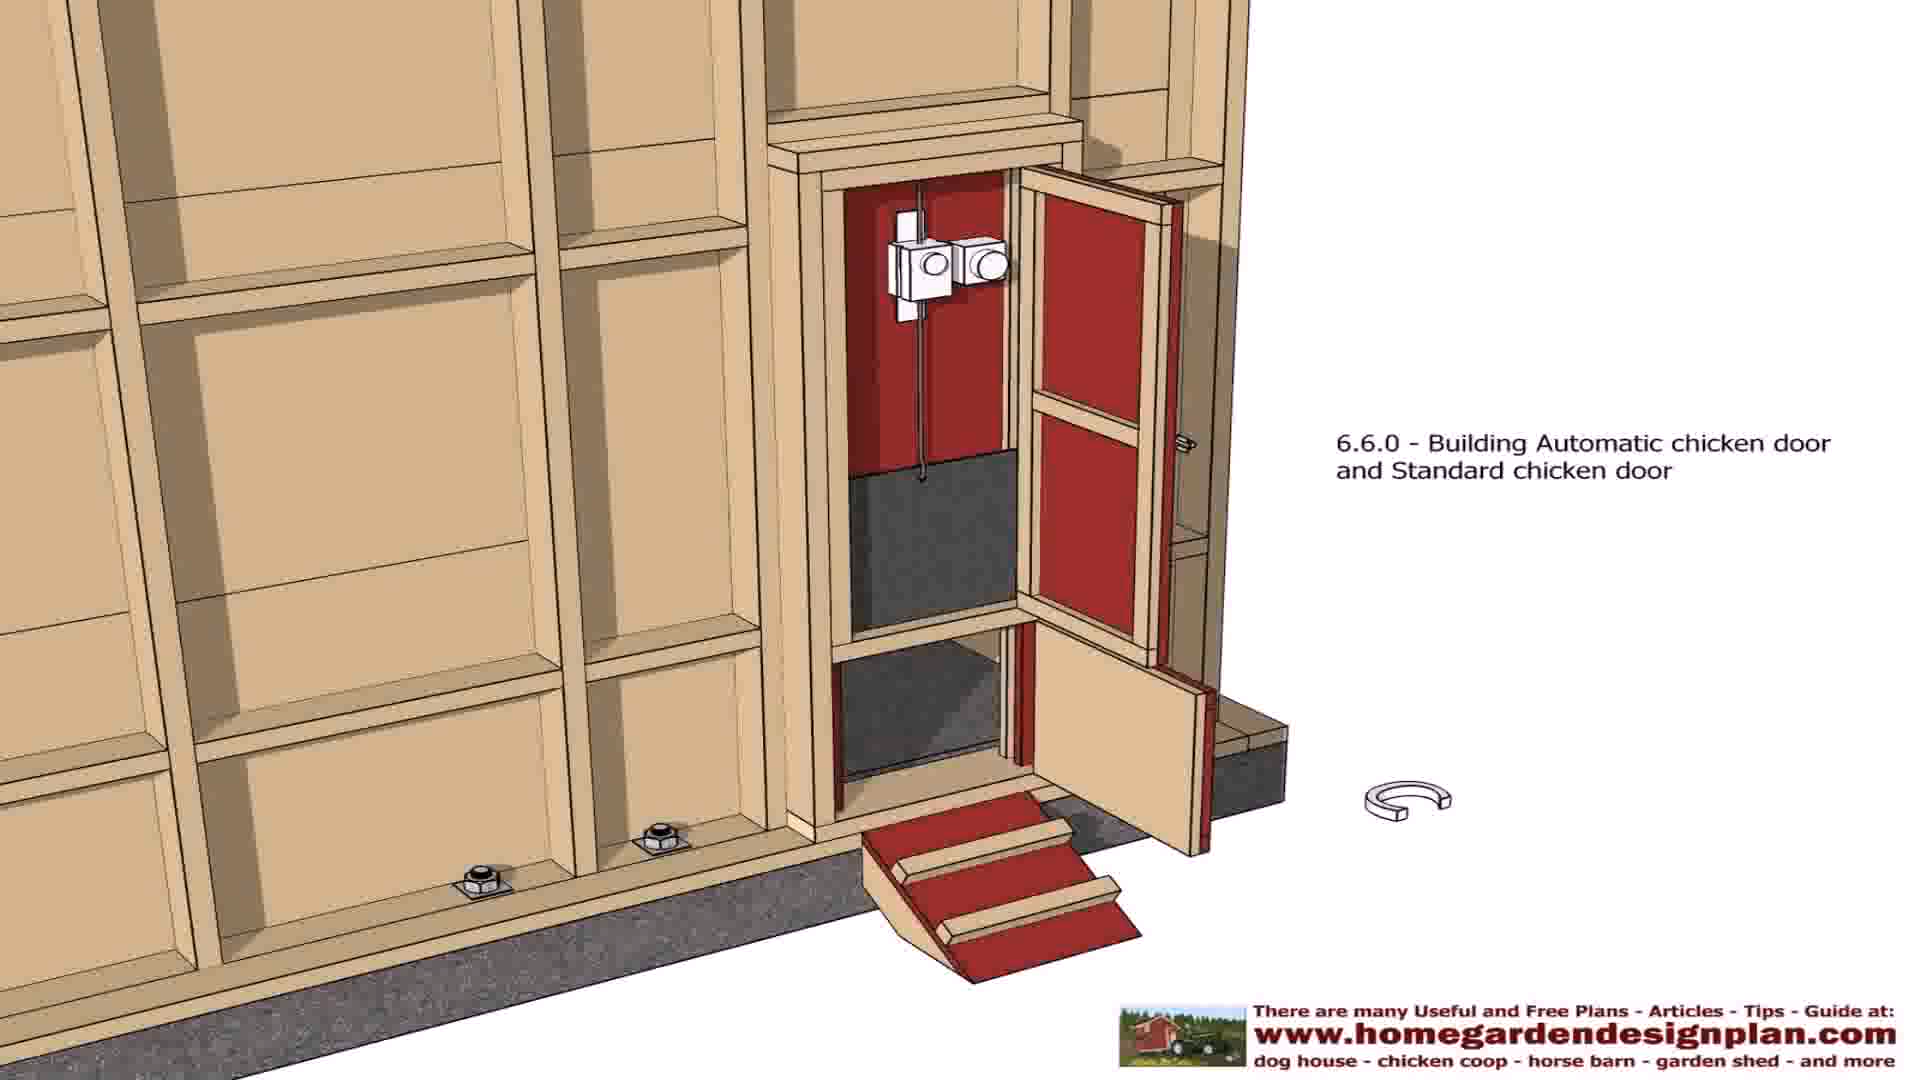 6.6.0 - Building Automatic chicken door
and Standard chicken door
There are many Useful and Free Plans - Articles - Tips - Guide at:
www.homegardendesignplan.com
dog house - chicken coop - horse barn - garden shed - and more